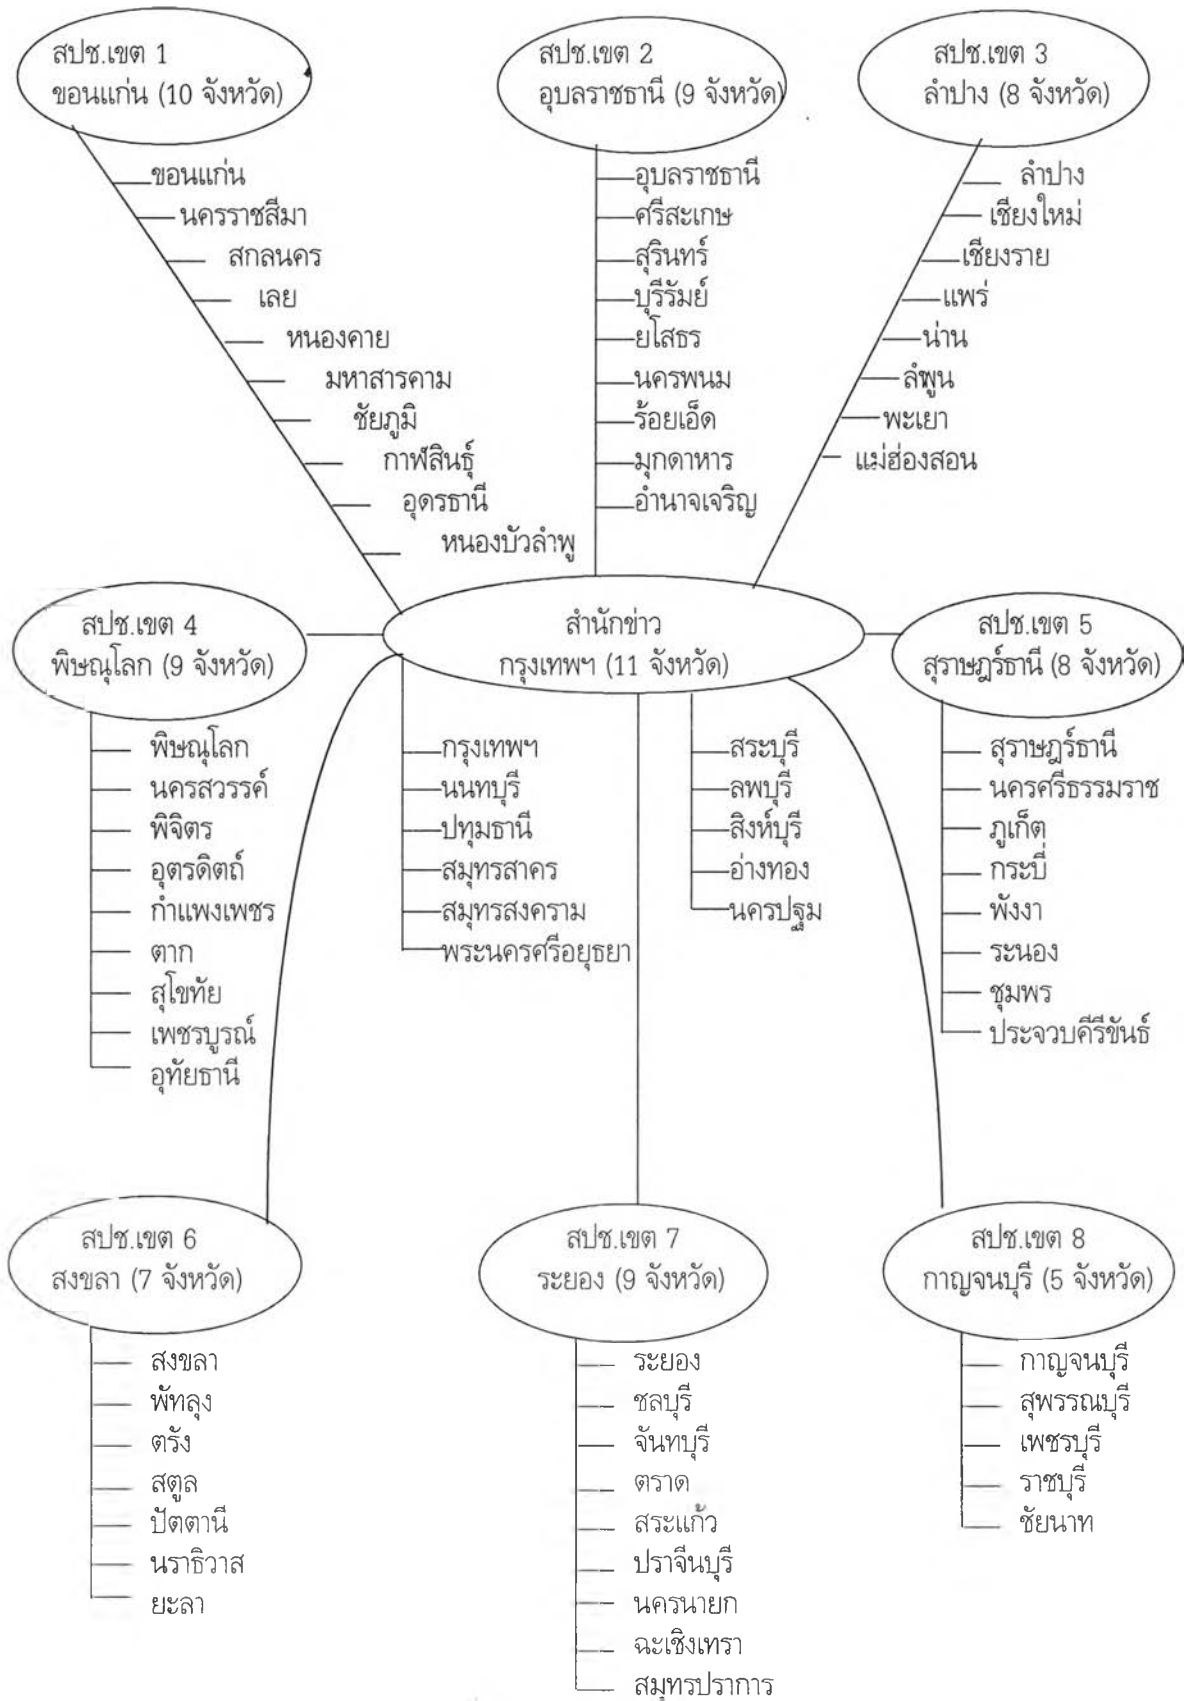 สปช.เขต 1
ขอนแก่น (10 จังหวัด)
ขอนแก่น
นครราชสีมา
สกลนคร
เลย
หนองคาย
มหาสารคาม
ชัยภูมิ
กาฬสินธุ์
อุดรธานี
หนองบัวลำพู
สปช.เขต 2
อุบลราชธานี (9 จังหวัด)
อุบลราชธานี
ศรีสะเกษ
สุรินทร์
บุรีรัมย์
ยโสธร
นครพนม
ร้อยเอ็ด
มุกดาหาร
อำนาจเจริญ
สปช.เขต 3
ลำปาง (8 จังหวัด)
ลำปาง
เชียงใหม่
เชียงราย
แพร่
น่าน
ลำพูน
พะเยา
แม่ฮ่องสอน
สปช.เขต 4
พิษณุโลก (9 จังหวัด)
พิษณุโลก
นครสวรรค์
พิจิตร
อุตรดิตถ์
กำแพงเพชร
ตาก
สุโขทัย
เพชรบูรณ์
อุทัยธานี
สำนักข่าว
กรุงเทพฯ (11 จังหวัด)
กรุงเทพฯ
นนทบุรี
ปทุมธานี
สมุทรสาคร
สมุทรสงคราม
พระนครศรีอยุธยา
สระบุรี
ลพบุรี
สิงห์บุรี
อ่างทอง
นครปฐม
สปช.เขต 5
สุราษฎร์ธานี (8 จังหวัด)
สุราษฎร์ธานี
นครศรีธรรมราช
ภูเก็ต
กระบี่
พังงา
ระนอง
ชุมพร
ประจวบคีรีขันธ์
สปช.เขต 6
สงขลา (7 จังหวัด)
สงขลา
พัทลุง
ตรัง
สตูล
ปัตตานี
นราธิวาส
ยะลา
สปช.เขต 7
ระยอง (9 จังหวัด)
ระยอง
ชลบุรี
จันทบุรี
ตราด
สระแก้ว
ปราจีนบุรี
นครนายก
ฉะเชิงเทรา
สมุทรปราการ
สปช.เขต 8
กาญจนบุรี (5 จังหวัด)
กาญจนบุรี
สุพรรณบุรี
เพชรบุรี
ราชบุรี
ชัยนาท